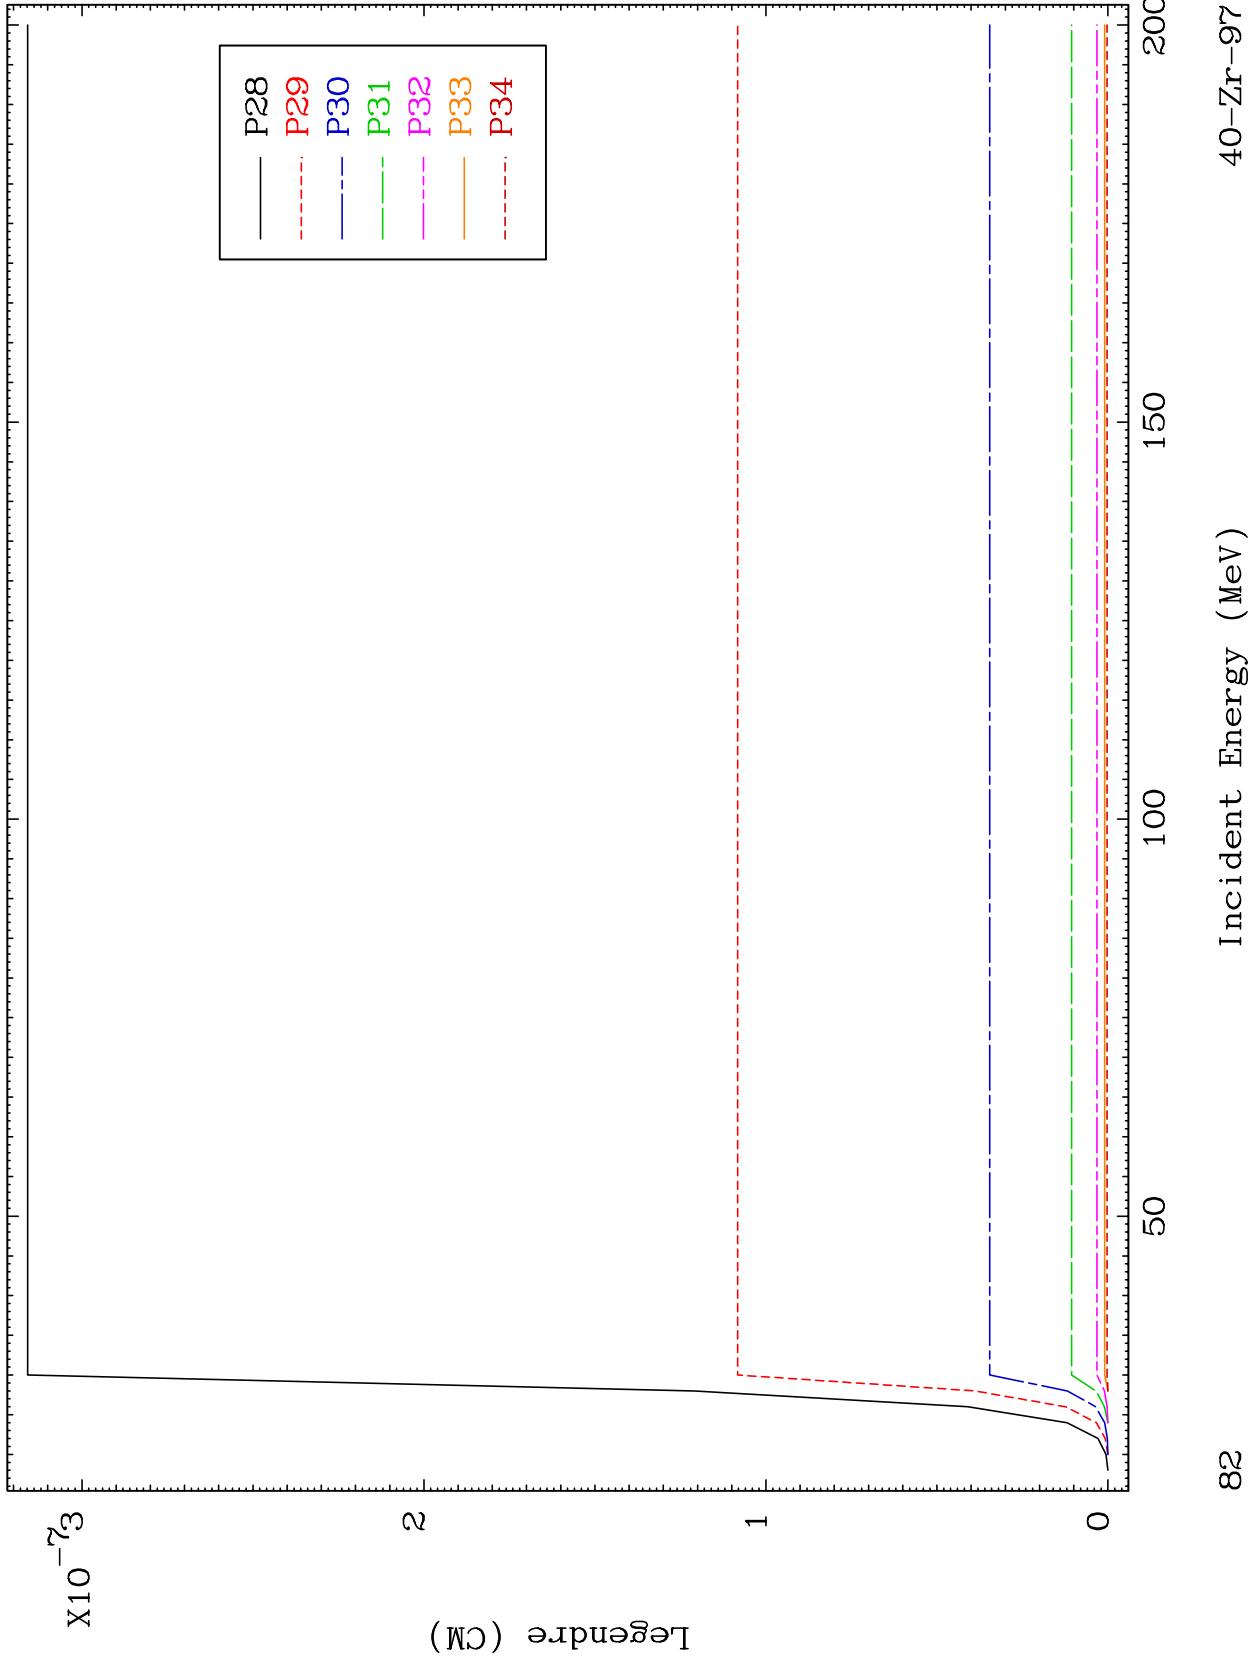 X10-7
3
2
1
0
Legendre (CM)
P28
P29
P30
P31
P32
P33
P34
50
100
150
200
82
Incident Energy (MeV)
40-Zr-97